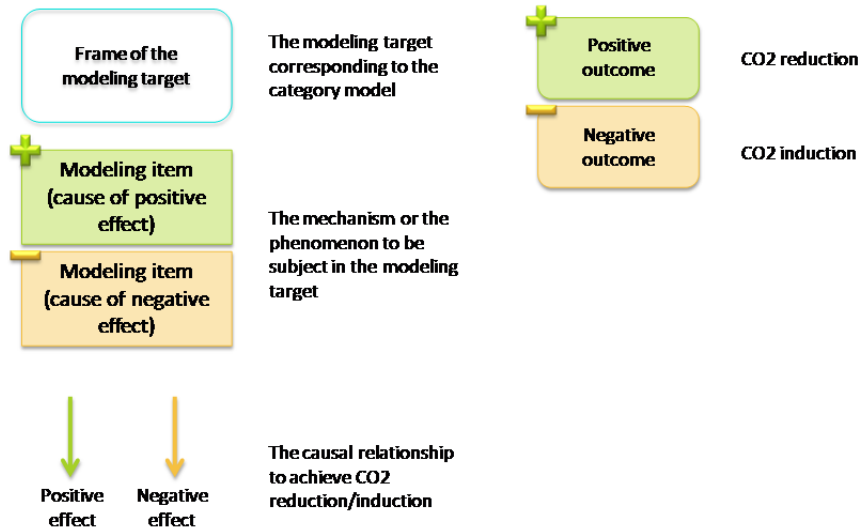 Frame of the
modeling target
The modeling target
corresponding to the
category model
Modeling item
(cause of positive
effect)
Modeling item
(cause of negative
effect)
The mechanism or the
phenomenon to be
subject in the modeling
target
Positive
effect
Negative
effect
The causal relationship
to achieve CO2
reduction/induction
Positive
outcome
CO2 reduction
Negative
outcome
CO2 induction